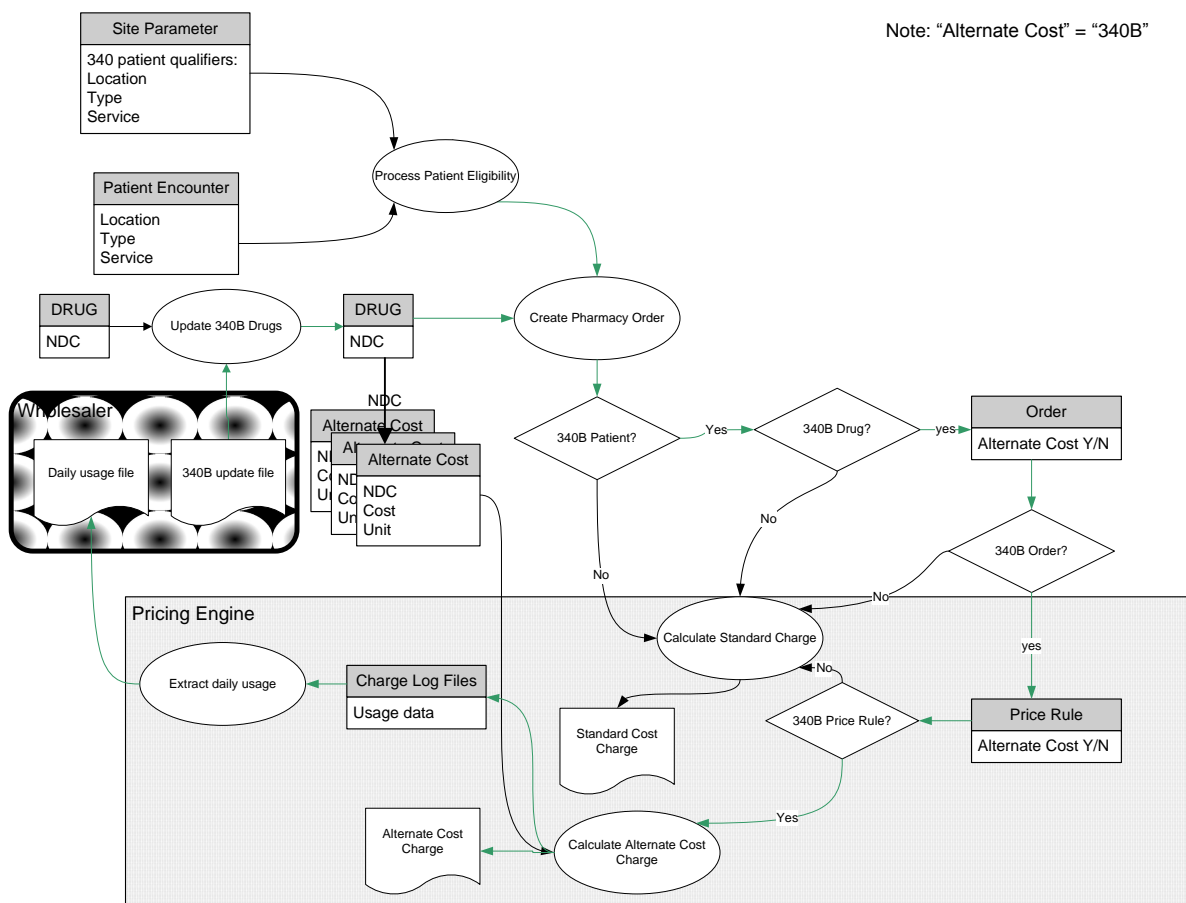 Note: “Alternate Cost” = “340B”
Site Parameter
340 patient qualifiers:
Location
Type
Service
Process Patient Eligibility
Patient Encounter
Location
Type
Service
DRUG
NDC
Update 340B Drugs
DRUG
NDC
Create Pharmacy Order
NDC
Wholesaler
Daily usage file
340B update file
Alternate Cost
Alternate Cost
Alternate Cost
NDC
Cost
Unit
340B Patient?
Yes
340B Drug?
yes
Order
Alternate Cost Y/N
No
No
340B Order?
No
yes
Pricing Engine
Calculate Standard Charge
No
Extract daily usage
Charge Log Files
Usage data
Standard Cost
Charge
340B Price Rule?
Price Rule
Alternate Cost Y/N
Yes
Alternate Cost
Charge
Calculate Alternate Cost
Charge